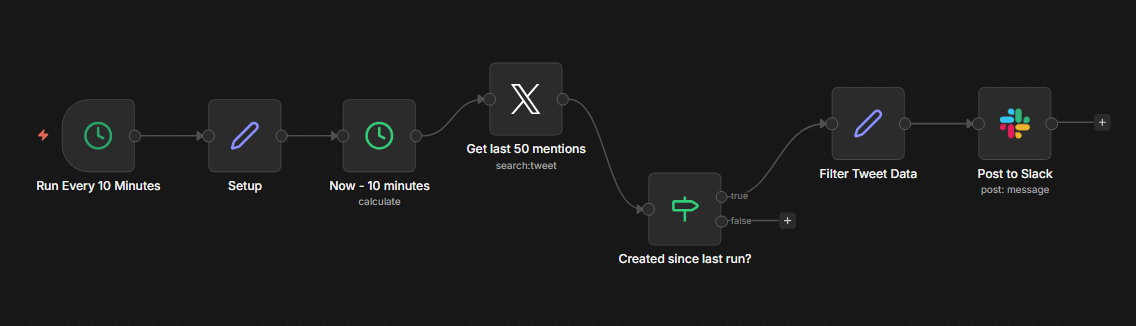 Run Every 10 Minutes
Setup
Now - 10 minutes
calculate
Get last 50 mentions
search:tweet
Created since last run?
true
false
Filter Tweet Data
Post to Slack
post: message